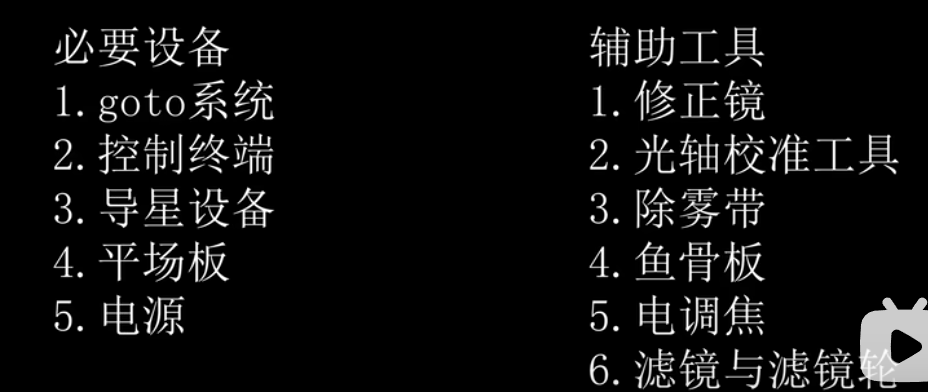 必要设备
1.goto系统
2.控制终端
3.导星设备
4.平场板
5.电源
辅助工具
1.修正镜
2.光轴校准工具
3.除雾带
4.鱼骨板
5.电调焦
6.滤镜与滤镜轮